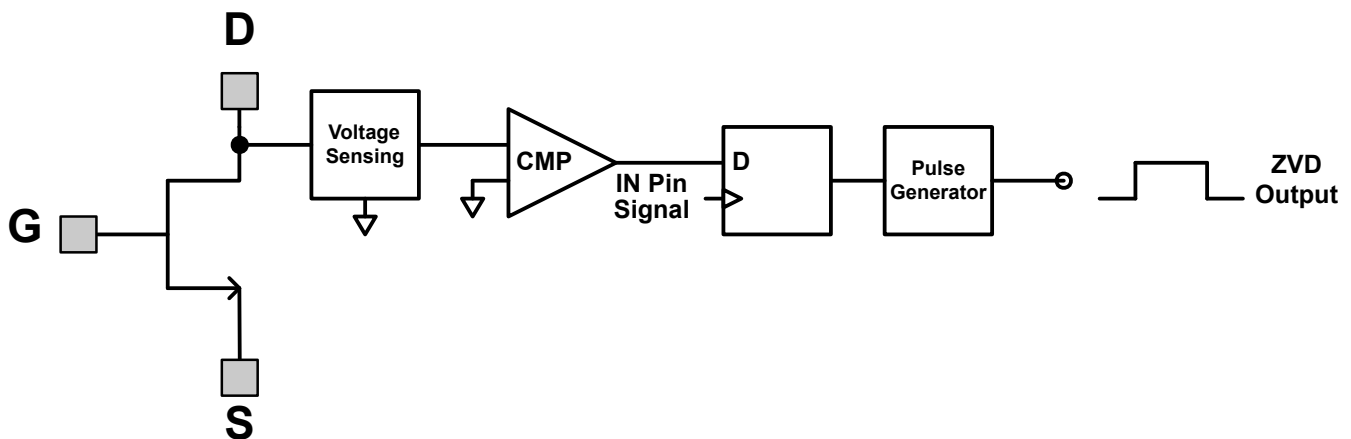 D
Voltage
Sensing
CMP
IN Pin
Signal
D
Pulse
Generator
ZVD
Output
G
S